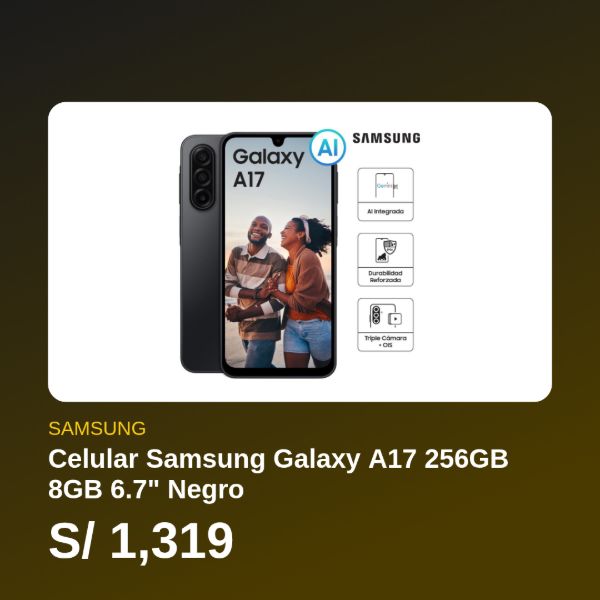 Galaxy
A17
AI
SAMSUNG
AI Integrada
Durabilidad
Reforzada
Triple Cámara
+ OIS
SAMSUNG
Celular Samsung Galaxy A17 256GB
8GB 6.7" Negro
S/ 1,319